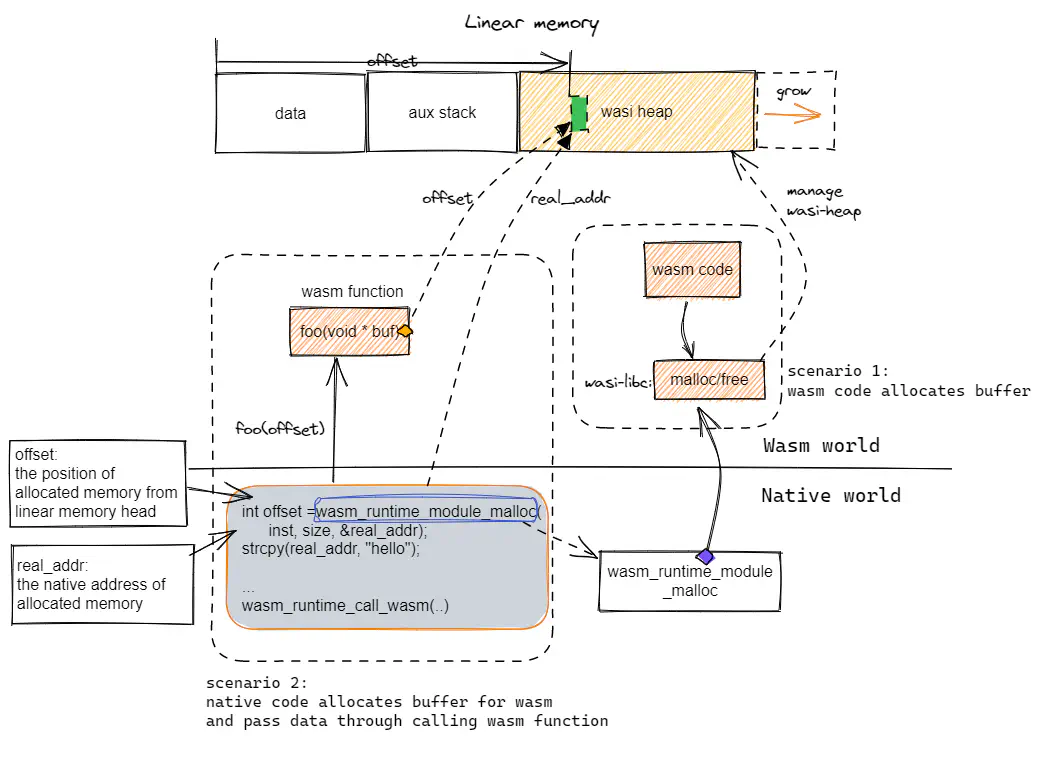 Linear memory
offset
data
aux stack
wasi heap
grow
offset
real_addr
manage
wasi-heap
wasm code
wasm function
foo(void * buf)
wasi-libc:
malloc/free
scenario 1:
wasm code allocates buffer
foo(offset)
Wasm world
Native world
offset:
the position of
allocated memory from
linear memory head
int offset =wasm_runtime_module_malloc(
inst, size, &real_addr);
strcpy(real_addr, "hello");
...
wasm_runtime_call_wasm(..)
real_addr:
the native address of
allocated memory
wasm_runtime_module
_malloc
scenario 2:
native code allocates buffer for wasm
and pass data through calling wasm function